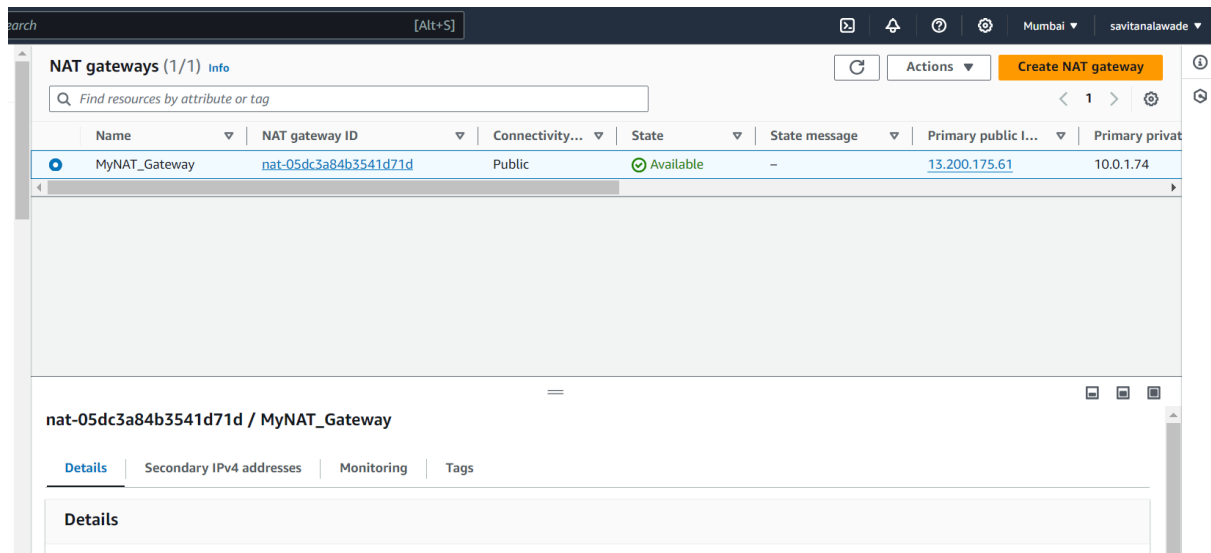 earch [Alt+S] Mumbai ▼ savitanalawade ▼
NAT gateways (1/1) Info Actions ▼ Create NAT gateway
Find resources by attribute or tag < 1 >
Name NAT gateway ID Connectivity... State State message Primary public I... Primary privat
MyNAT_Gateway nat-05dc3a84b3541d71d Public Available – 13.200.175.61 10.0.1.74
nat-05dc3a84b3541d71d / MyNAT_Gateway
Details Secondary IPv4 addresses Monitoring Tags
Details